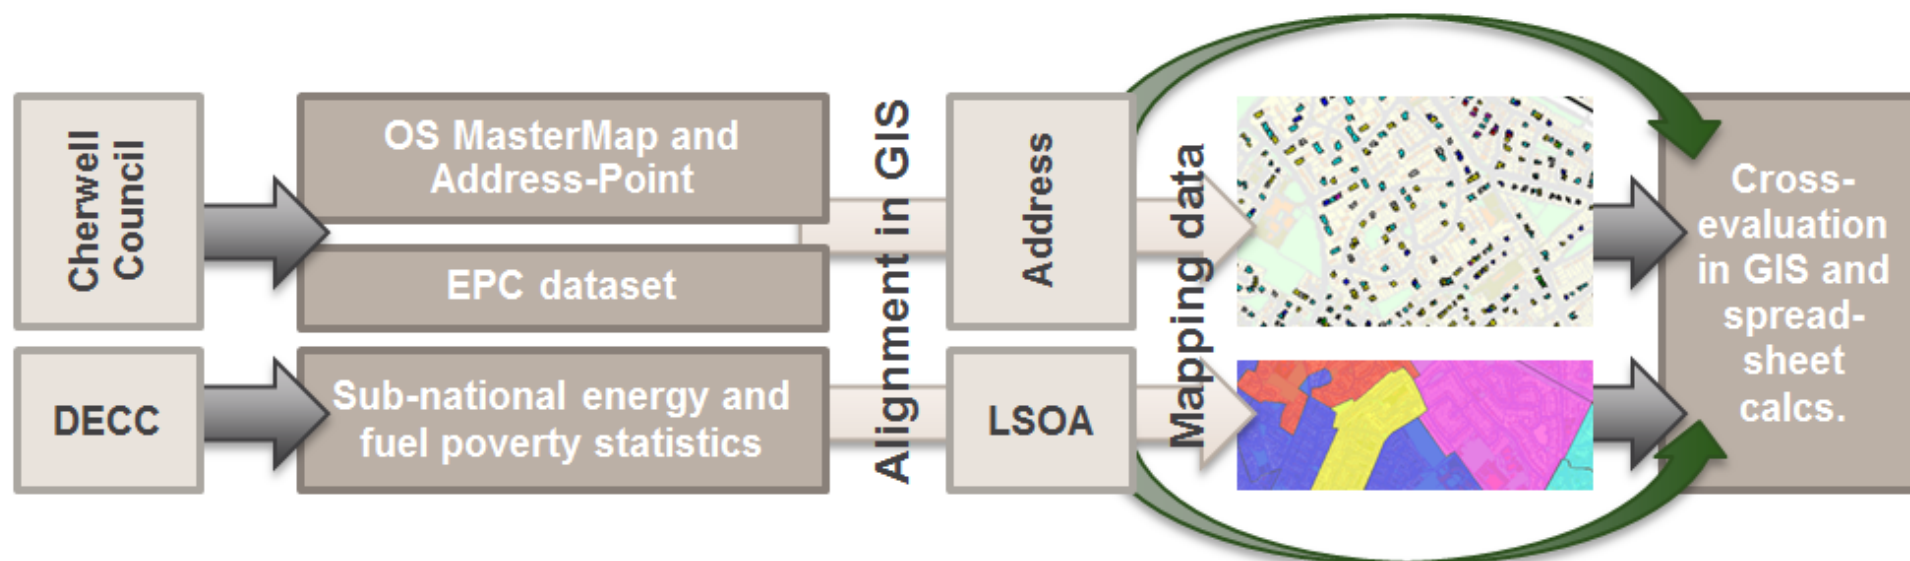 Cherwell
Council
OS MasterMap and
Address-Point
EPC dataset
DECC
Sub-national energy and
fuel poverty statistics
Alignment in GIS
Address
LSOA
Mapping data
Cross-
evaluation
in GIS and
spread-
sheet
calcs.